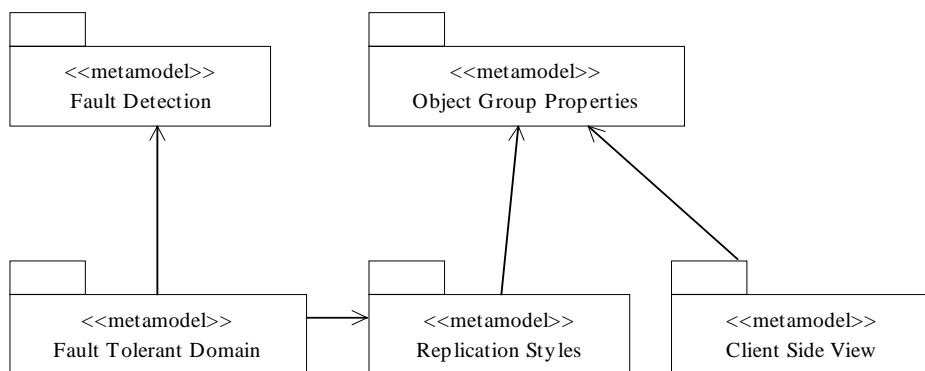 <<metamodel>>
Fault Detection
<<metamodel>>
Object Group Properties
<<metamodel>>
Fault Tolerant Domain
<<metamodel>>
Replication Styles
<<metamodel>>
Client Side View